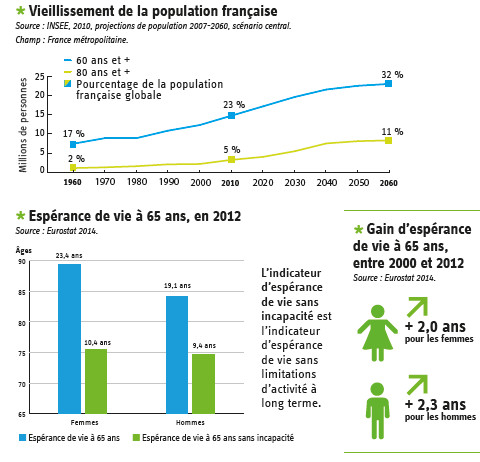 * Vieillissement de la population française
Source : INSEE, 2010, projections de population 2007-2060, scénario central.
Champ : France métropolitaine.
Millions de personnes
60 ans et +
80 ans et +
Pourcentage de la population
française globale
25
20
15
10
5
0
17 %
23 %
32 %
2 %
5 %
11 %
1960 1970 1980 1990 2000 2010 2020 2030 2040 2050 2060
* Espérance de vie à 65 ans, en 2012
Source : Eurostat 2014.
Âges
90
85
80
75
70
65
23,4 ans
10,4 ans
19,1 ans
9,4 ans
Femmes
Hommes
Espérance de vie à 65 ans
Espérance de vie à 65 ans sans incapacité
L'indicateur
d'espérance
de vie sans
incapacité est
l'indicateur
d'espérance
de vie sans
limitations
d'activité à
long terme.
* Gain d'espérance
de vie à 65 ans,
entre 2000 et 2012
Source : Eurostat 2014.
+ 2,0 ans
pour les femmes
+ 2,3 ans
pour les hommes